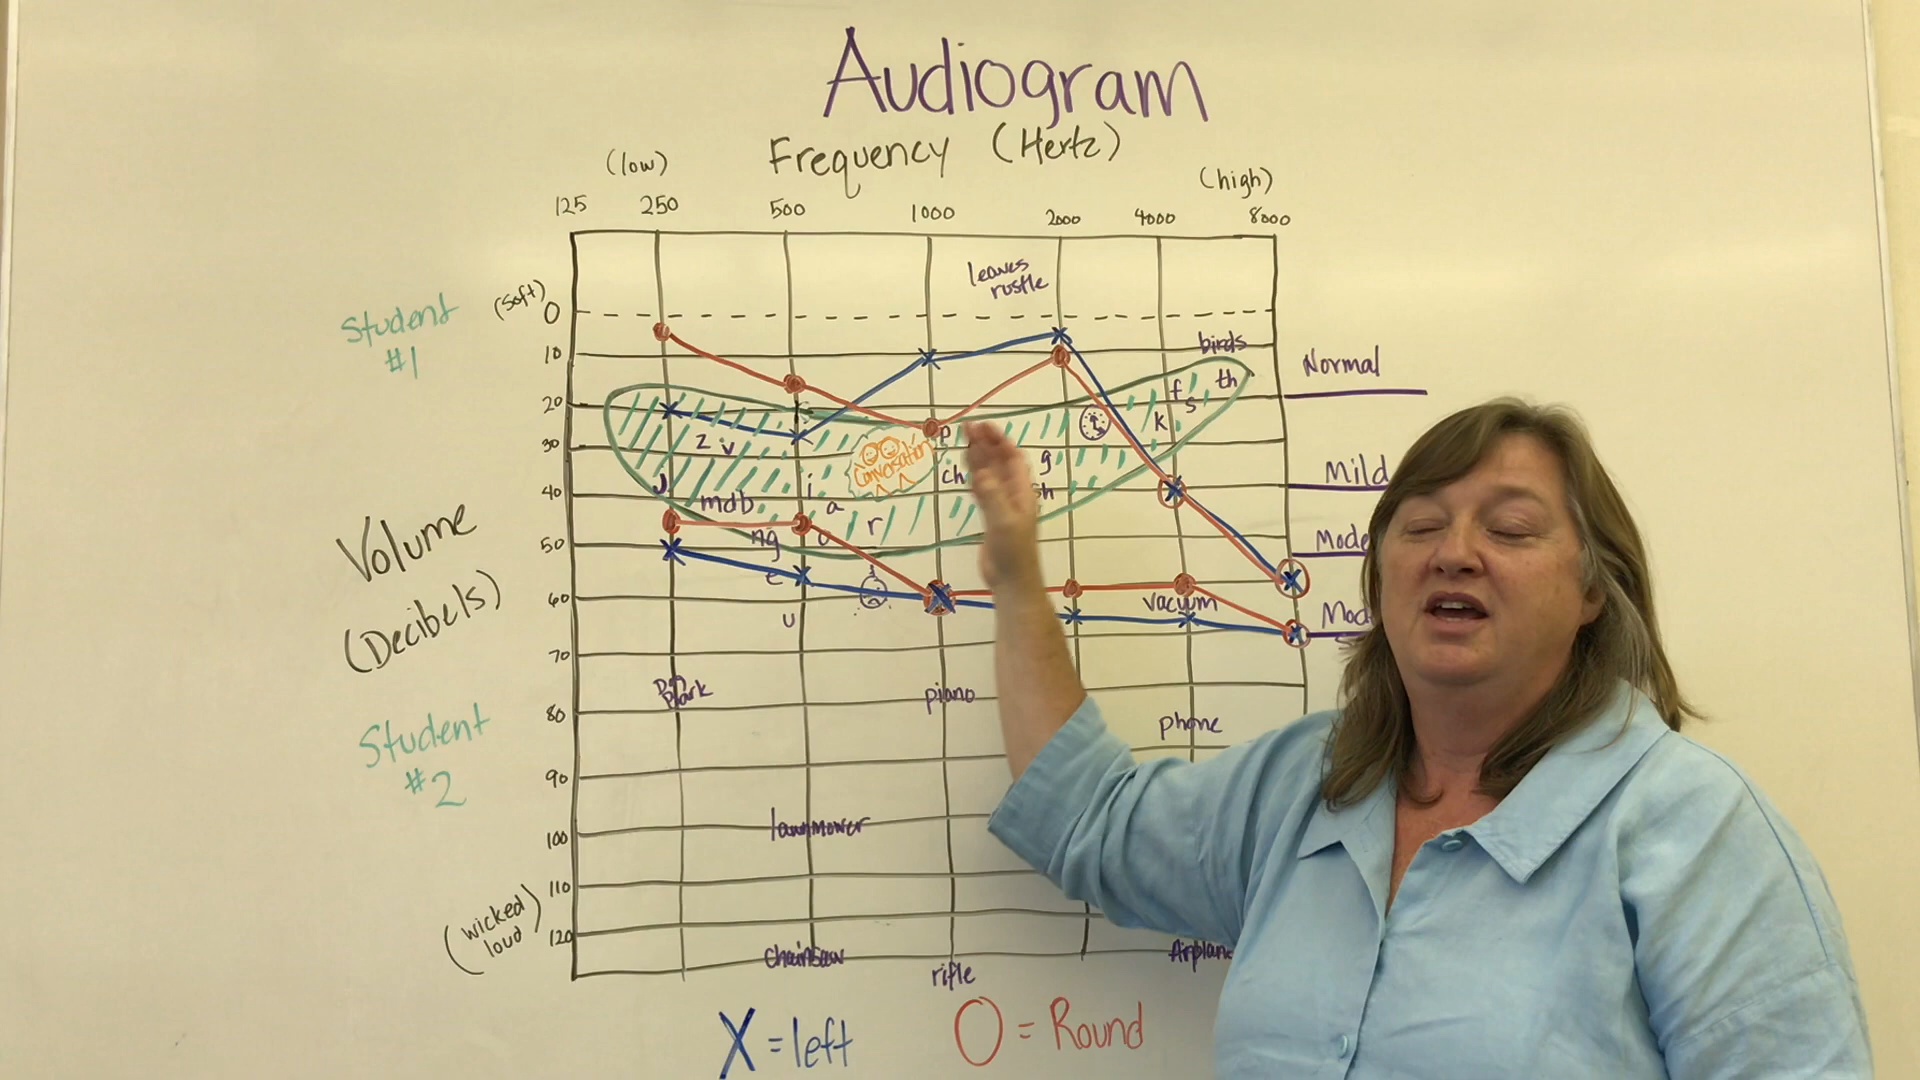 Audiogram
Frequency (Hertz)
(low)
(high)
125 250 500 1000 2000 4000 8000
leaves
rustle
(soft)
0
Student
#1
10
birds
Normal
20
f th
s
k
30
z v
Conversation
p
g
ch
sh
Mild
40
j
mdb
i
a
r
Volume
(Decibels)
ng
o
50
e
60
u
vacuum
70
piano
80
phone
Student
#2
90
lawnmower
100
110
(wicked
loud)
120
chainsaw
rifle
X = left
O = Round